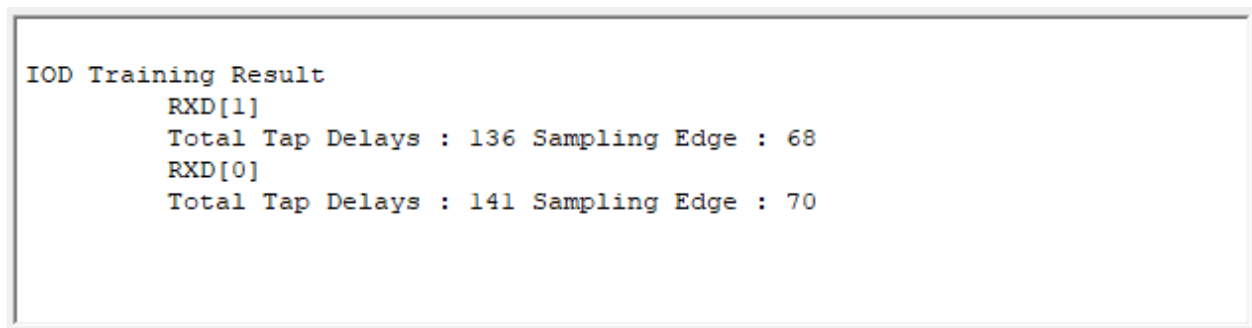 IOD Training Result
RXD[1]
Total Tap Delays : 136 Sampling Edge : 68
RXD[0]
Total Tap Delays : 141 Sampling Edge : 70